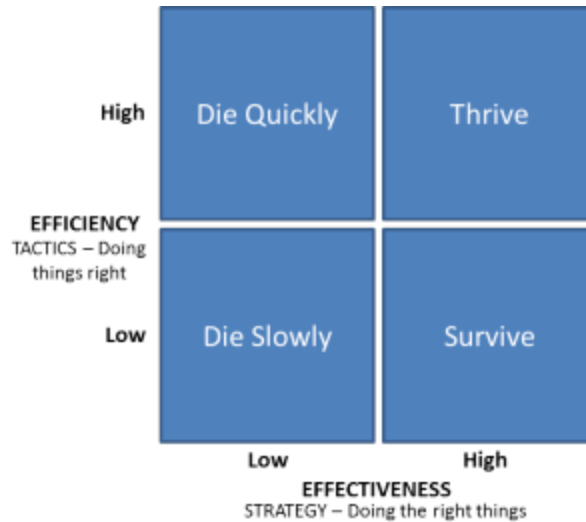 High
Die Quickly
Thrive
EFFICIENCY
TACTICS – Doing
things right
Low
Die Slowly
Survive
Low
High
EFFECTIVENESS
STRATEGY – Doing the right things